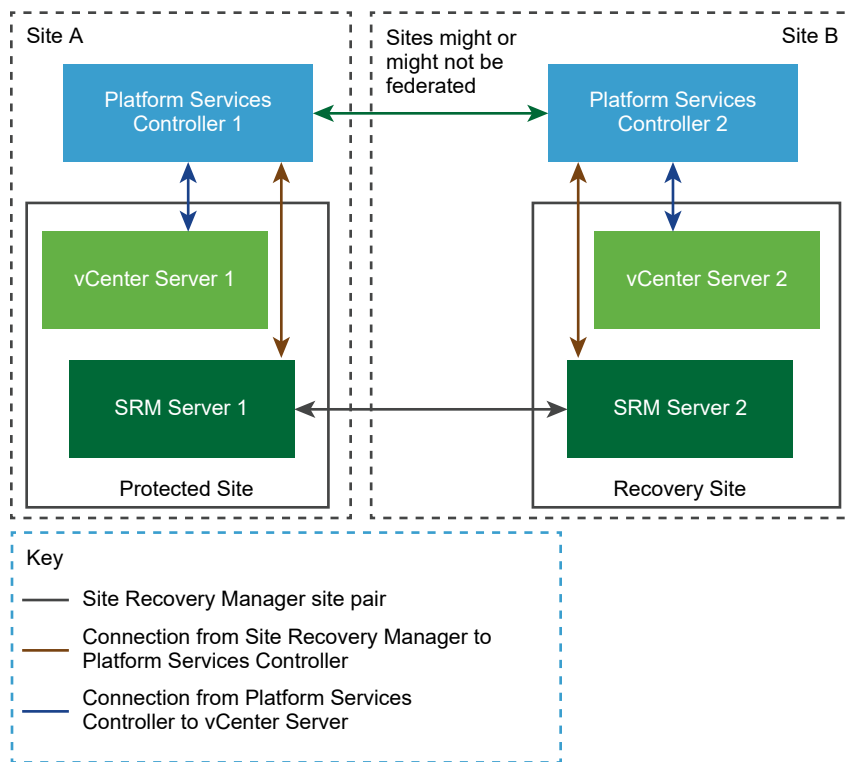 Site A
Sites might or
might not be
federated
Site B
Platform Services
Controller 1
Platform Services
Controller 2
vCenter Server 1
vCenter Server 2
SRM Server 1
SRM Server 2
Protected Site
Recovery Site
Key
Site Recovery Manager site pair
Connection from Site Recovery Manager to
Platform Services Controller
Connection from Platform Services
Controller to vCenter Server